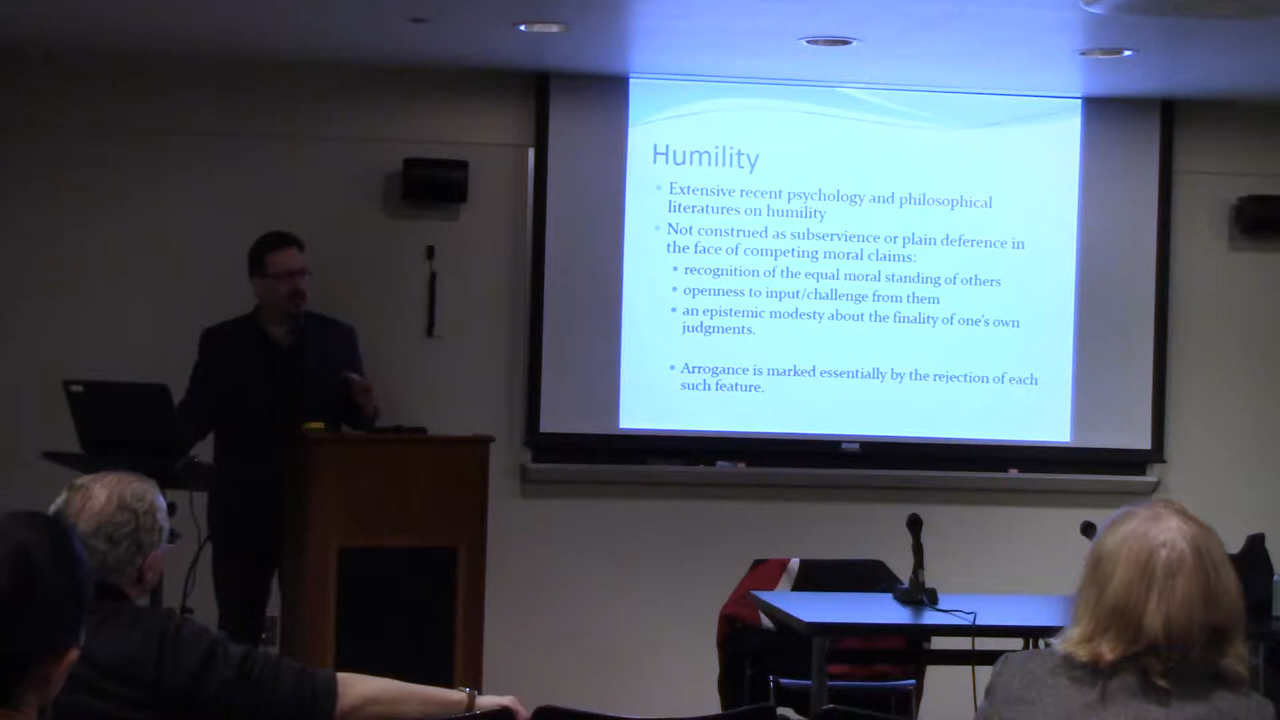 Humility
• Extensive recent psychology and philosophical
literatures on humility
• Not construed as subservience or plain deference in
the face of competing moral claims:
• recognition of the equal moral standing of others
• openness to input/challenge from them
• an epistemic modesty about the finality of one's own
judgments.
• Arrogance is marked essentially by the rejection of each
such feature.